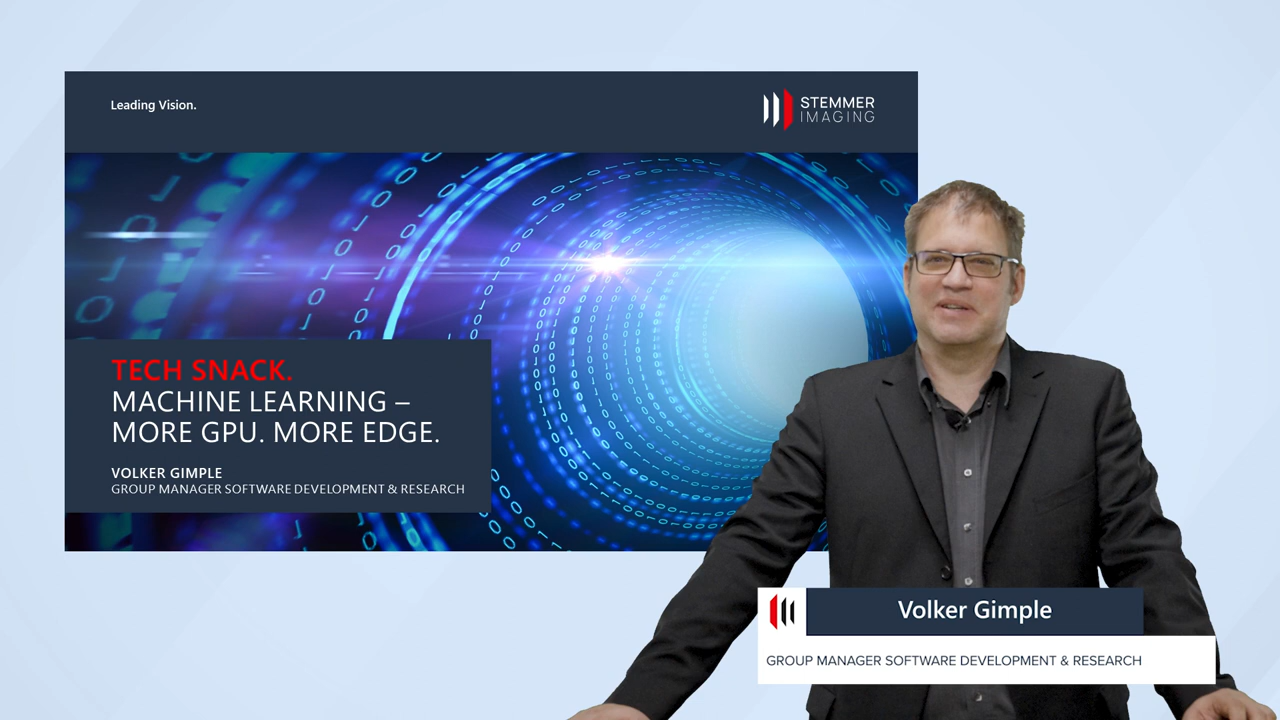 Leading Vision.
STEMMER
IMAGING
TECH SNACK.
MACHINE LEARNING –
MORE GPU. MORE EDGE.
VOLKER GIMPLE
GROUP MANAGER SOFTWARE DEVELOPMENT & RESEARCH
Volker Gimple
GROUP MANAGER SOFTWARE DEVELOPMENT & RESEARCH